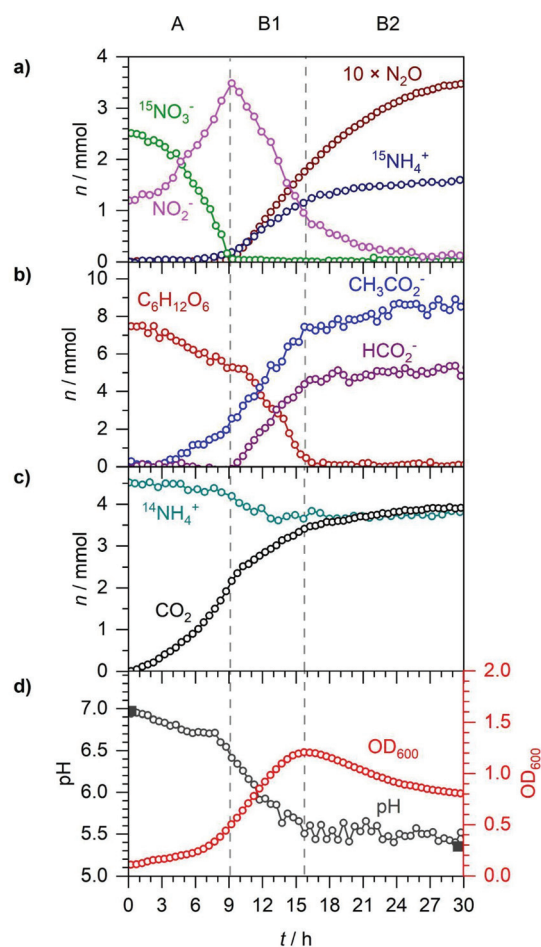 A B1 B2
a)
4
10 × N₂O
¹⁵NO₃⁻
3
n / mmol
2
¹⁵NH₄⁺
NO₂⁻
1
0
b)
10
C₆H₁₂O₆
CH₃CO₂⁻
8
n / mmol
6
HCO₂⁻
4
2
0
c)
¹⁴NH₄⁺
4
n / mmol
2
CO₂
0
d)
2.0
7.0
1.5
6.5
OD₆₀₀
pH
6.0
1.0
OD₆₀₀
pH
5.5
0.5
5.0
0.0
0 3 6 9 12 15 18 21 24 27 30
t / h